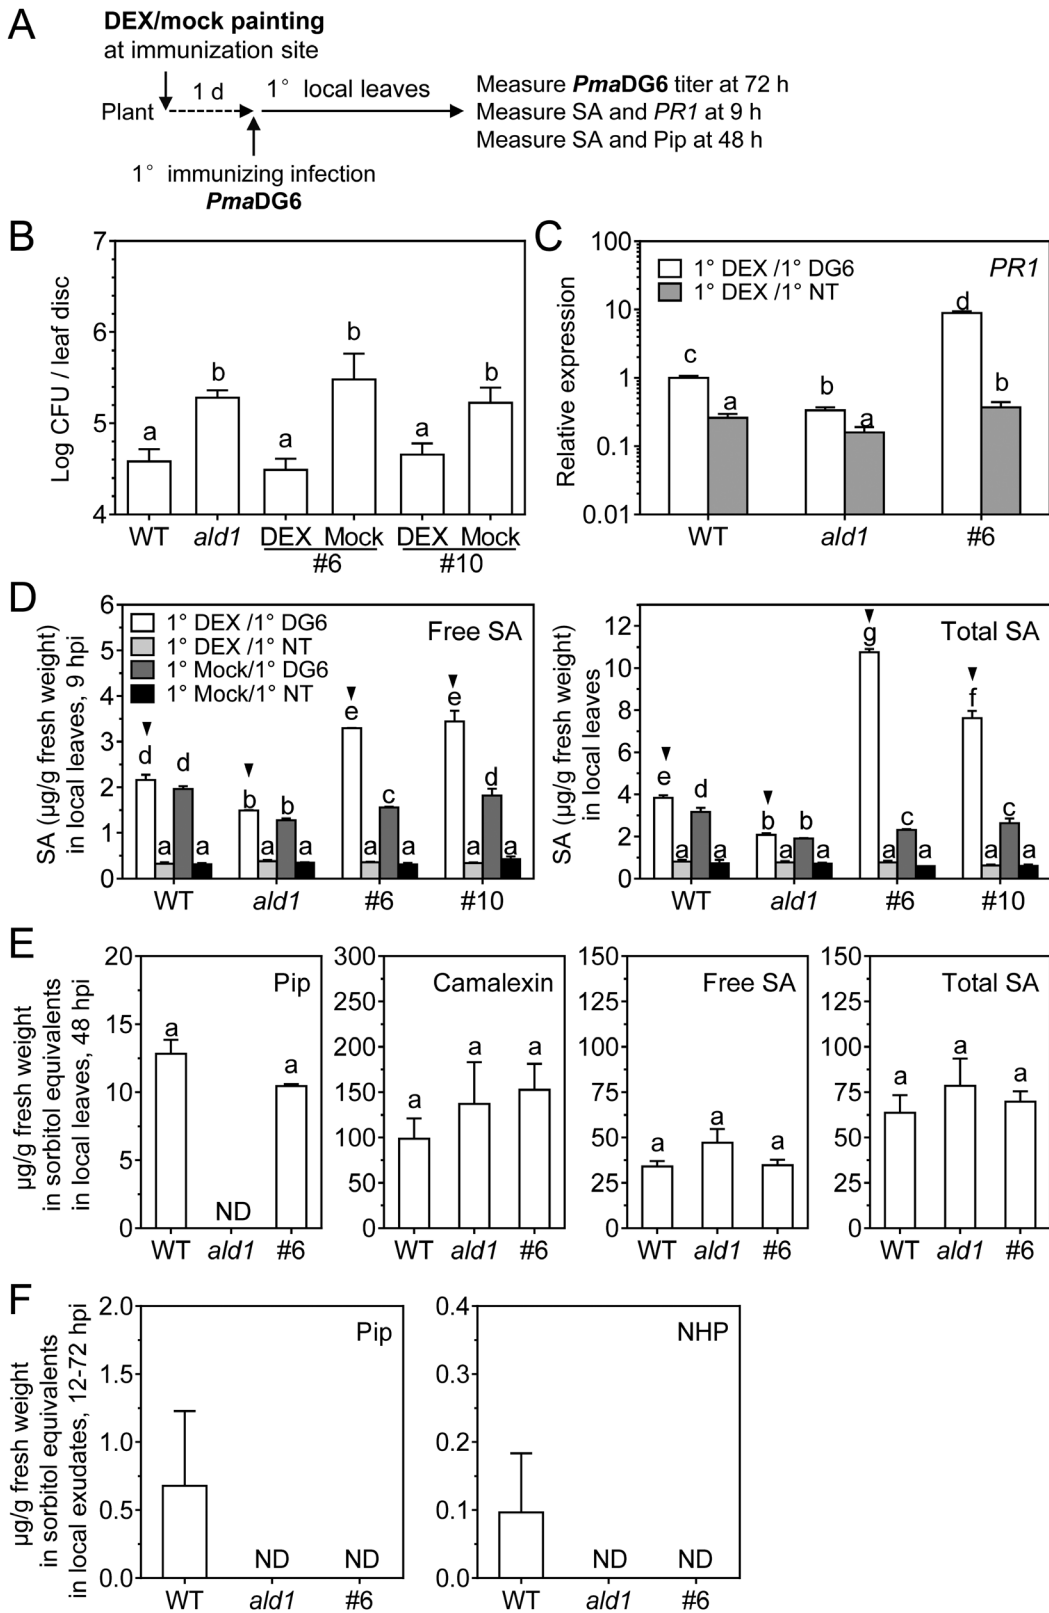 A
DEX/mock painting
at immunization site
1 d
1° local leaves
Plant
Measure PmaDG6 titer at 72 h
Measure SA and PR1 at 9 h
Measure SA and Pip at 48 h
1° immunizing infection
PmaDG6
B
Log CFU / leaf disc
7
6
5
4
a
b
a
b
a
b
WT
ald1
DEX Mock
DEX Mock
#6
#10
C
Relative expression
100
10
1
0.1
0.01
1° DEX /1° DG6
1° DEX /1° NT
PR1
c
a
b
a
d
b
WT
ald1
#6
D
SA (µg/g fresh weight)
in local leaves, 9 hpi
6
5
4
3
2
1
0
1° DEX /1° DG6
1° DEX /1° NT
1° Mock/1° DG6
1° Mock/1° NT
Free SA
d
a
d
a
b
a
b
a
e
a
c
a
e
a
d
a
WT
ald1
#6
#10
SA (µg/g fresh weight)
in local leaves
12
10
8
6
4
2
0
Total SA
e
a
d
a
b
a
b
a
g
a
c
a
f
a
c
a
WT
ald1
#6
#10
E
µg/g fresh weight
in sorbitol equivalents
in local leaves, 48 hpi
20
15
10
5
0
Pip
a
ND
a
WT
ald1
#6
300
250
200
150
100
50
0
Camalexin
a
a
a
WT
ald1
#6
150
125
100
75
50
25
0
Free SA
a
a
a
WT
ald1
#6
150
125
100
75
50
25
0
Total SA
a
a
a
WT
ald1
#6
F
µg/g fresh weight
in sorbitol equivalents
in local exudates, 12-72 hpi
2.0
1.5
1.0
0.5
0.0
Pip
ND
ND
WT
ald1
#6
0.4
0.3
0.2
0.1
0.0
NHP
ND
ND
WT
ald1
#6